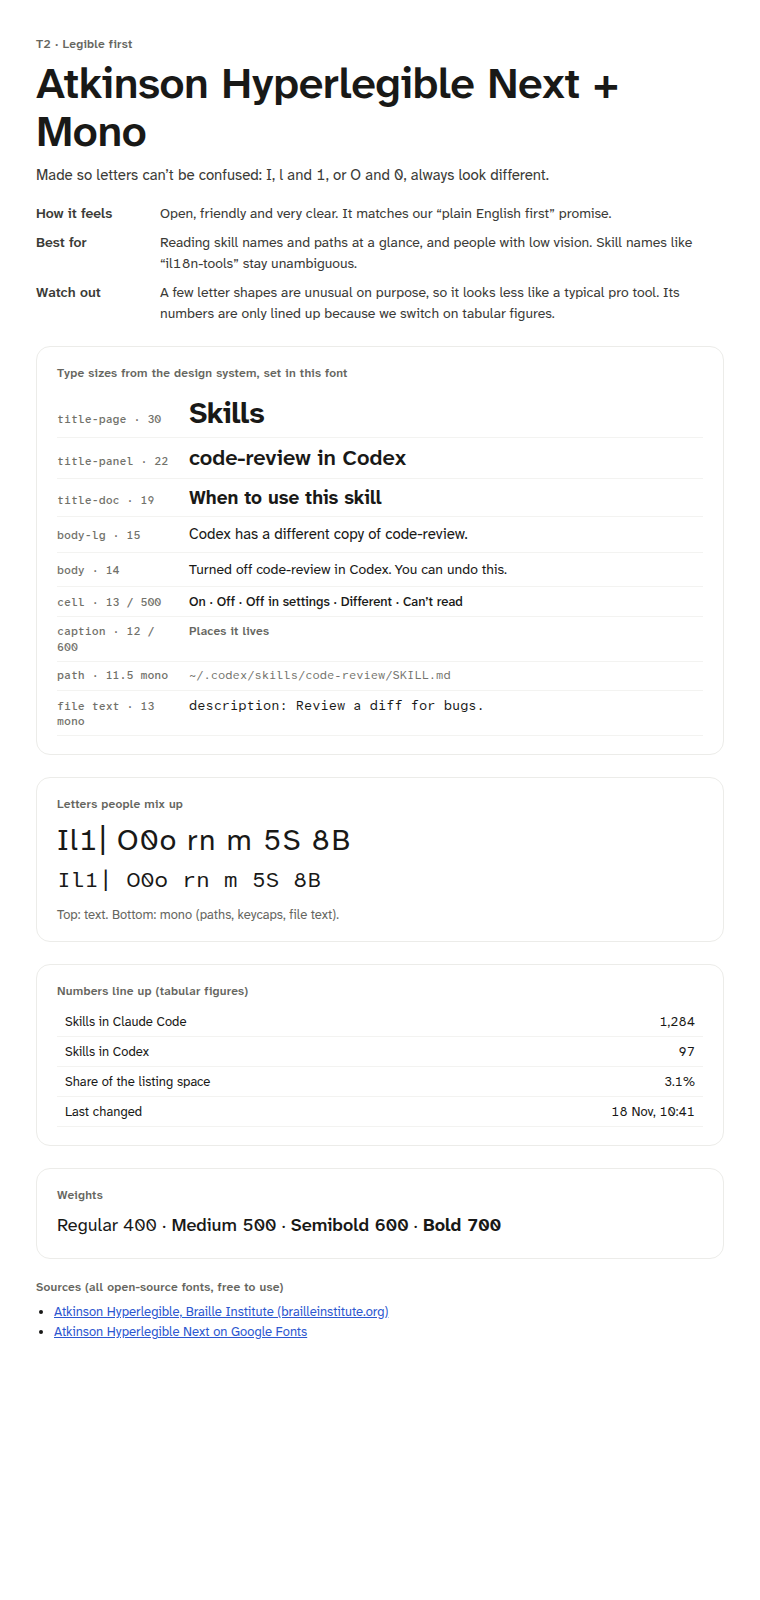 T2 · Legible first
Atkinson Hyperlegible Next +
Mono
Made so letters can’t be confused: I, l and 1, or O and 0, always look different.
How it feels Open, friendly and very clear. It matches our “plain English first” promise.
Best for Reading skill names and paths at a glance, and people with low vision. Skill names like
“il18n-tools” stay unambiguous.
Watch out A few letter shapes are unusual on purpose, so it looks less like a typical pro tool. Its
numbers are only lined up because we switch on tabular figures.
Type sizes from the design system, set in this font
title-page · 30 Skills
title-panel · 22 code-review in Codex
title-doc · 19 When to use this skill
body-lg · 15 Codex has a different copy of code-review.
body · 14 Turned off code-review in Codex. You can undo this.
cell · 13 / 500 On · Off · Off in settings · Different · Can’t read
caption · 12 / Places it lives
600
path · 11.5 mono ~/.codex/skills/code-review/SKILL.md
file text · 13 description: Review a diff for bugs.
mono
Letters people mix up
Il1| O0o rn m 5S 8B
Il1| O0o rn m 5S 8B
Top: text. Bottom: mono (paths, keycaps, file text).
Numbers line up (tabular figures)
Skills in Claude Code 1,284
Skills in Codex 97
Share of the listing space 3.1%
Last changed 18 Nov, 10:41
Weights
Regular 400 · Medium 500 · Semibold 600 · Bold 700
Sources (all open-source fonts, free to use)
• Atkinson Hyperlegible, Braille Institute (brailleinstitute.org)
• Atkinson Hyperlegible Next on Google Fonts